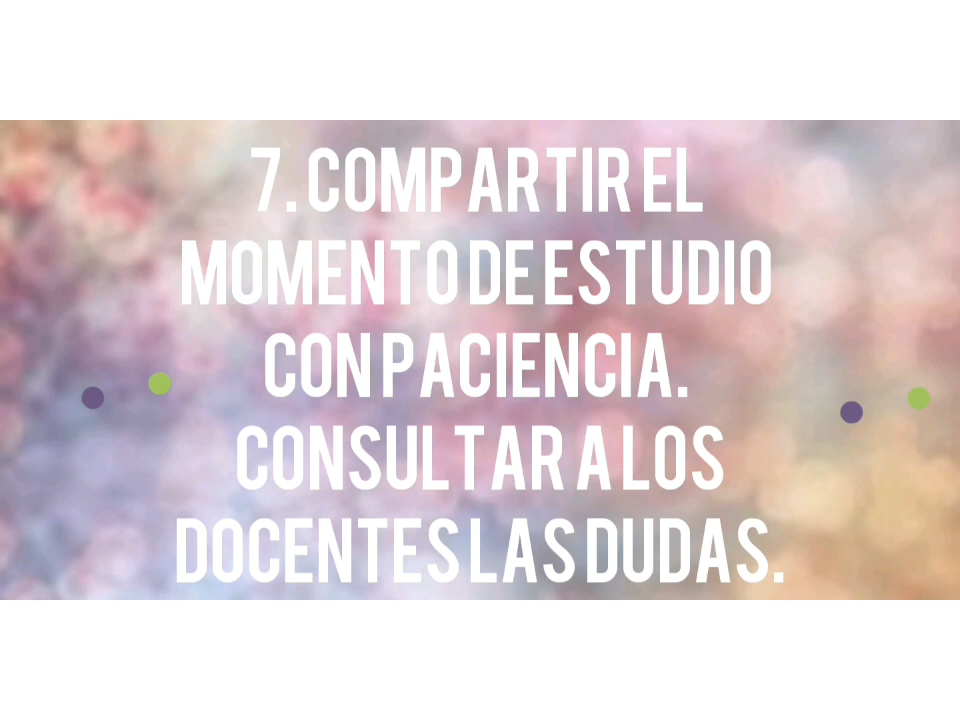 7. COMPARTIR EL
MOMENTO DE ESTUDIO
CON PACIENCIA.
CONSULTAR A LOS
DOCENTES LAS DUDAS.